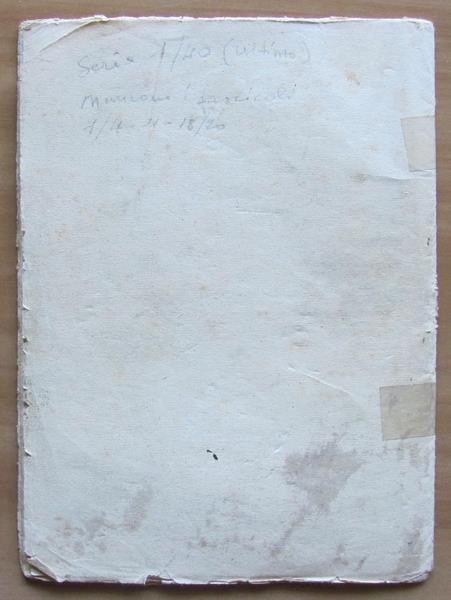 Serie 1/40 (ultimo)
Mancano i fascicoli
1/4 - 11 - 18/20